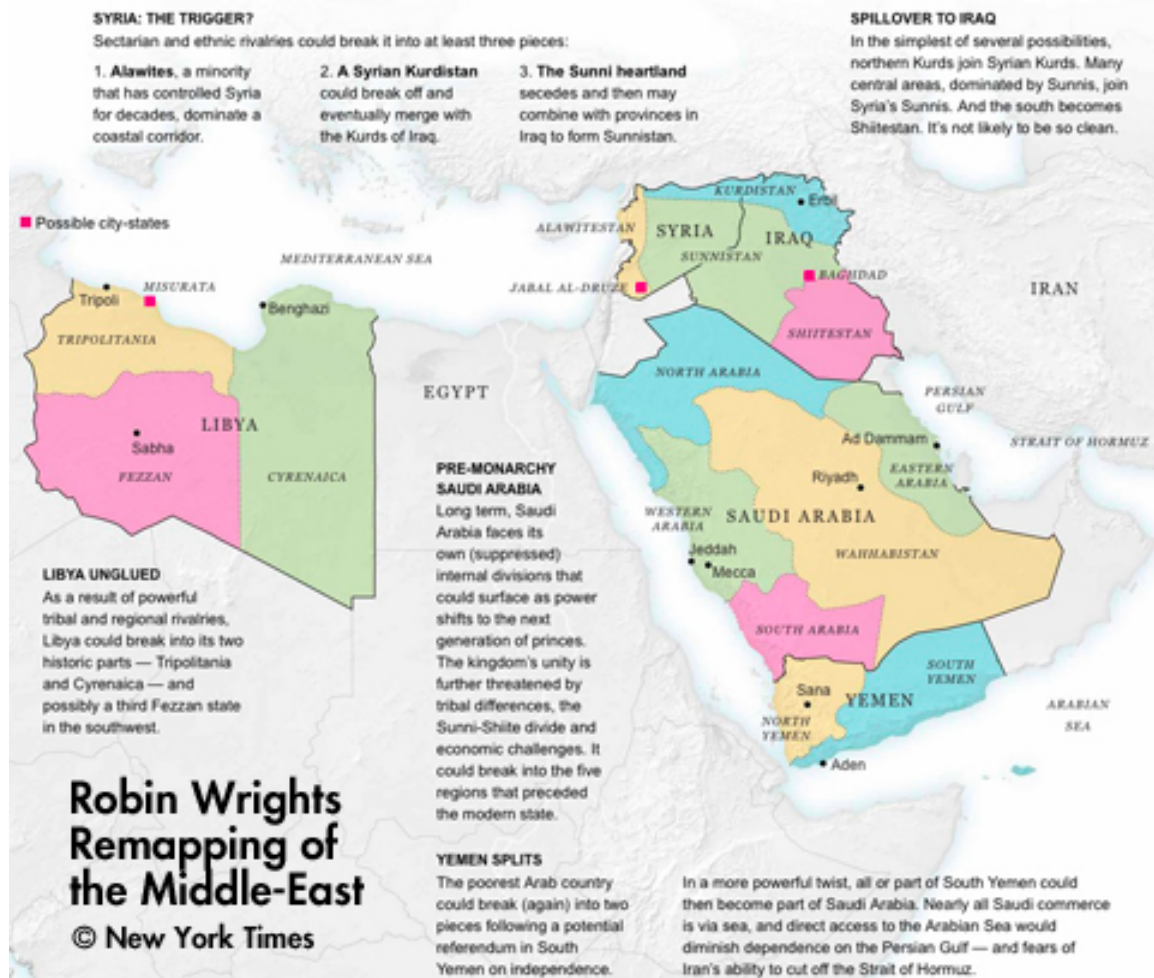 SYRIA: THE TRIGGER?
Sectarian and ethnic rivalries could break it into at least three pieces:
1. Alawites, a minority
that has controlled Syria
for decades, dominate a
coastal corridor.
2. A Syrian Kurdistan
could break off and
eventually merge with
the Kurds of Iraq.
3. The Sunni heartland
secedes and then may
combine with provinces in
Iraq to form Sunnistan.
SPILLOVER TO IRAQ
In the simplest of several possibilities,
northern Kurds join Syrian Kurds. Many
central areas, dominated by Sunnis, join
Syria's Sunnis. And the south becomes
Shiitestan. It's not likely to be so clean.
Possible city-states
MEDITERRANEAN SEA
ALAWITESTAN
KURDISTAN
Erbil
SYRIA
IRAQ
SUNNISTAN
JABAL AL-DRUZE
BAGHDAD
IRAN
SHIITESTAN
Tripoli
MISURATA
Benghazi
TRIPOLITANIA
LIBYA
Sabha
FEZZAN
CYRENAICA
EGYPT
NORTH ARABIA
PERSIAN
GULF
STRAIT OF HORMUZ
Ad Dammam
EASTERN
ARABIA
Riyadh
WESTERN
ARABIA
SAUDI ARABIA
WAHHABISTAN
Jeddah
Mecca
SOUTH ARABIA
Sana
YEMEN
SOUTH
YEMEN
NORTH
YEMEN
Aden
ARABIAN
SEA
LIBYA UNGLUED
As a result of powerful
tribal and regional rivalries,
Libya could break into its two
historic parts — Tripolitania
and Cyrenaica — and
possibly a third Fezzan state
in the southwest.
PRE-MONARCHY
SAUDI ARABIA
Long term, Saudi
Arabia faces its
own (suppressed)
internal divisions that
could surface as power
shifts to the next
generation of princes.
The kingdom's unity is
further threatened by
tribal differences, the
Sunni-Shiite divide and
economic challenges. It
could break into the five
regions that preceded
the modern state.
YEMEN SPLITS
The poorest Arab country
could break (again) into two
pieces following a potential
referendum in South
Yemen on independence.
In a more powerful twist, all or part of South Yemen could
then become part of Saudi Arabia. Nearly all Saudi commerce
is via sea, and direct access to the Arabian Sea would
diminish dependence on the Persian Gulf — and fears of
Iran's ability to cut off the Strait of Hormuz.
Robin Wrights
Remapping of
the Middle-East
© New York Times